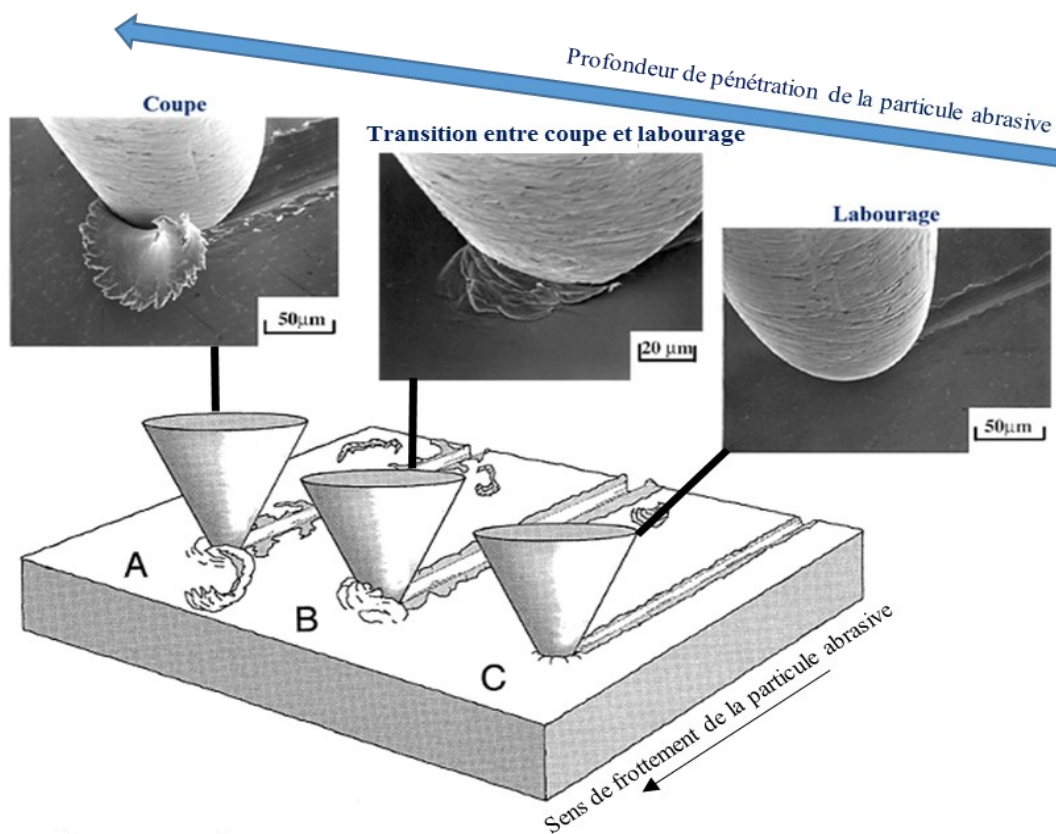 Profondeur de pénétration de la particule abrasive
Coupe
Transition entre coupe et labourage
Labourage
50µm
20 µm
50µm
A
B
C
Sens de frottement de la particule abrasive